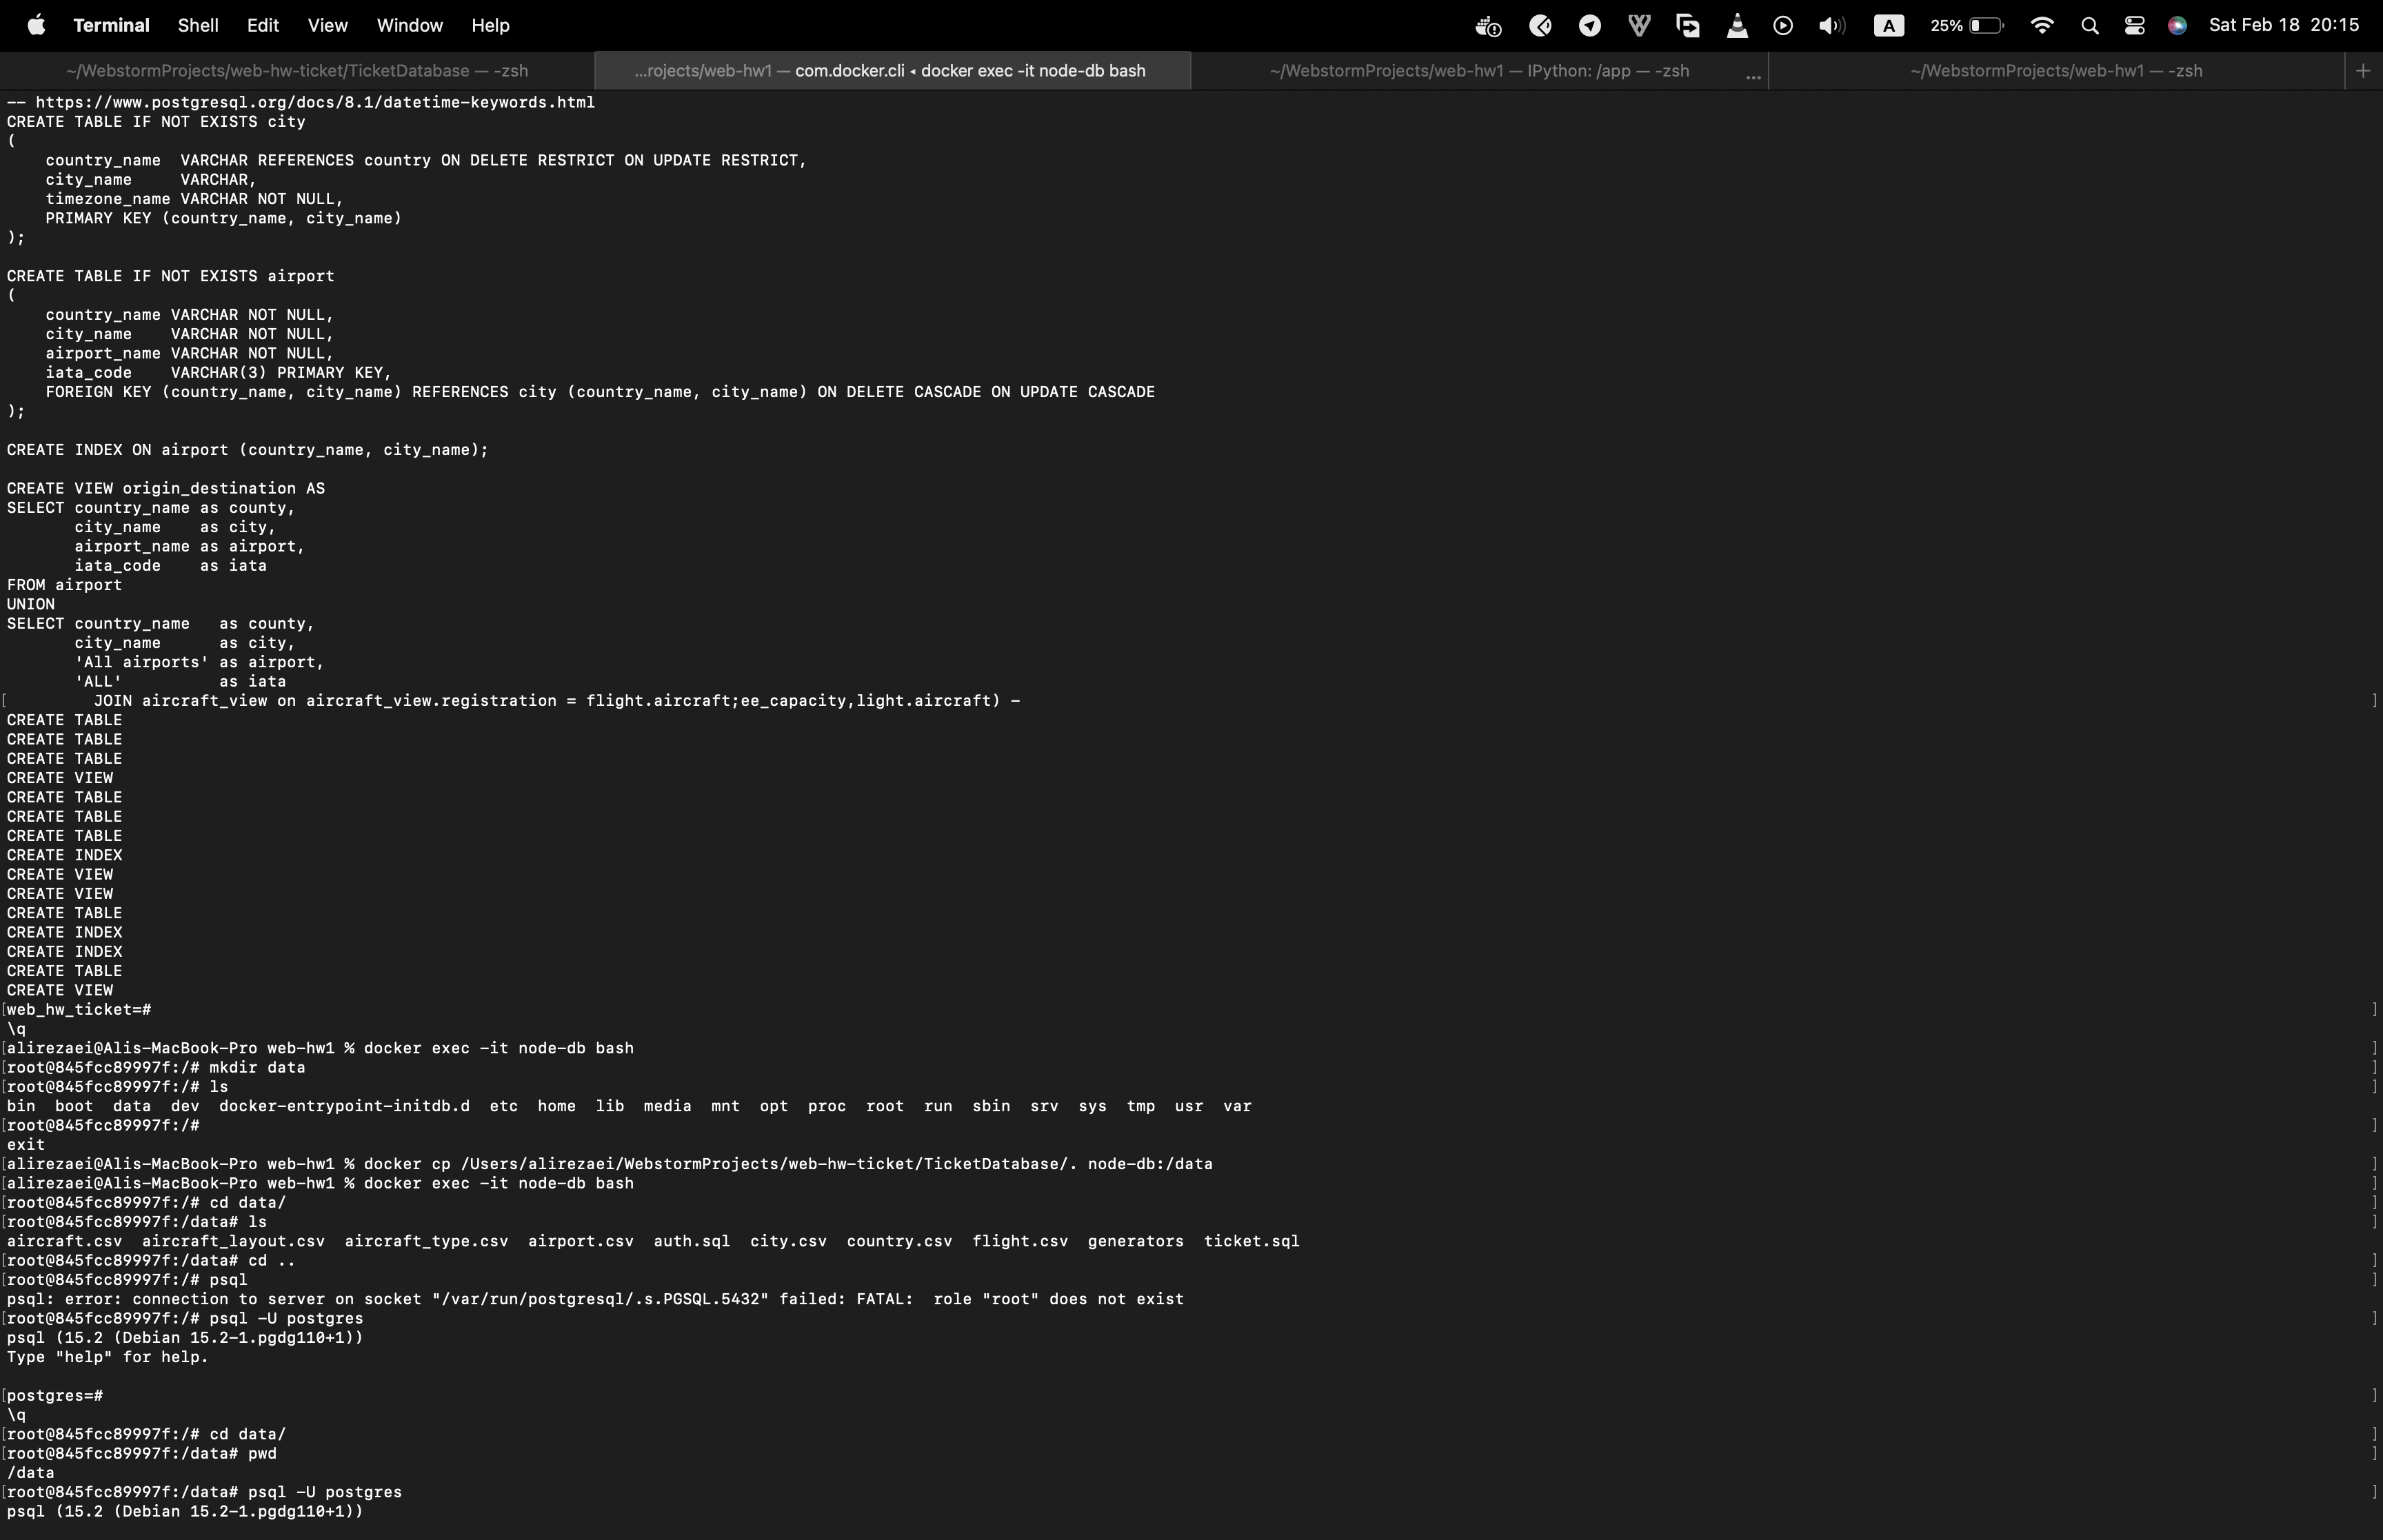 Terminal Shell Edit View Window Help A 25% Sat Feb 18 20:15
~/WebstormProjects/web-hw-ticket/TicketDatabase — -zsh ...rojects/web-hw1 — com.docker.cli ◂ docker exec -it node-db bash ~/WebstormProjects/web-hw1 — IPython: /app — -zsh ... ~/WebstormProjects/web-hw1 — -zsh +
-- https://www.postgresql.org/docs/8.1/datetime-keywords.html
CREATE TABLE IF NOT EXISTS city
(
    country_name  VARCHAR REFERENCES country ON DELETE RESTRICT ON UPDATE RESTRICT,
    city_name     VARCHAR,
    timezone_name VARCHAR NOT NULL,
    PRIMARY KEY (country_name, city_name)
);
CREATE TABLE IF NOT EXISTS airport
(
    country_name VARCHAR NOT NULL,
    city_name    VARCHAR NOT NULL,
    airport_name VARCHAR NOT NULL,
    iata_code    VARCHAR(3) PRIMARY KEY,
    FOREIGN KEY (country_name, city_name) REFERENCES city (country_name, city_name) ON DELETE CASCADE ON UPDATE CASCADE
);
CREATE INDEX ON airport (country_name, city_name);
CREATE VIEW origin_destination AS
SELECT country_name as county,
       city_name    as city,
       airport_name as airport,
       iata_code    as iata
FROM airport
UNION
SELECT country_name   as county,
       city_name      as city,
       'All airports' as airport,
       'ALL'          as iata
[         JOIN aircraft_view on aircraft_view.registration = flight.aircraft;ee_capacity,light.aircraft) - ]
CREATE TABLE
CREATE TABLE
CREATE TABLE
CREATE VIEW
CREATE TABLE
CREATE TABLE
CREATE TABLE
CREATE INDEX
CREATE VIEW
CREATE VIEW
CREATE TABLE
CREATE INDEX
CREATE INDEX
CREATE TABLE
CREATE VIEW
[web_hw_ticket=# ]
\q
[alirezaei@Alis-MacBook-Pro web-hw1 % docker exec -it node-db bash ]
[root@845fcc89997f:/# mkdir data ]
[root@845fcc89997f:/# ls ]
bin  boot  data  dev  docker-entrypoint-initdb.d  etc  home  lib  media  mnt  opt  proc  root  run  sbin  srv  sys  tmp  usr  var
[root@845fcc89997f:/# ]
exit
[alirezaei@Alis-MacBook-Pro web-hw1 % docker cp /Users/alirezaei/WebstormProjects/web-hw-ticket/TicketDatabase/. node-db:/data ]
[alirezaei@Alis-MacBook-Pro web-hw1 % docker exec -it node-db bash ]
[root@845fcc89997f:/# cd data/ ]
[root@845fcc89997f:/data# ls ]
aircraft.csv  aircraft_layout.csv  aircraft_type.csv  airport.csv  auth.sql  city.csv  country.csv  flight.csv  generators  ticket.sql
[root@845fcc89997f:/data# cd .. ]
[root@845fcc89997f:/# psql ]
psql: error: connection to server on socket "/var/run/postgresql/.s.PGSQL.5432" failed: FATAL:  role "root" does not exist
[root@845fcc89997f:/# psql -U postgres ]
psql (15.2 (Debian 15.2-1.pgdg110+1))
Type "help" for help.
[postgres=# ]
\q
[root@845fcc89997f:/# cd data/ ]
[root@845fcc89997f:/data# pwd ]
/data
[root@845fcc89997f:/data# psql -U postgres ]
psql (15.2 (Debian 15.2-1.pgdg110+1))